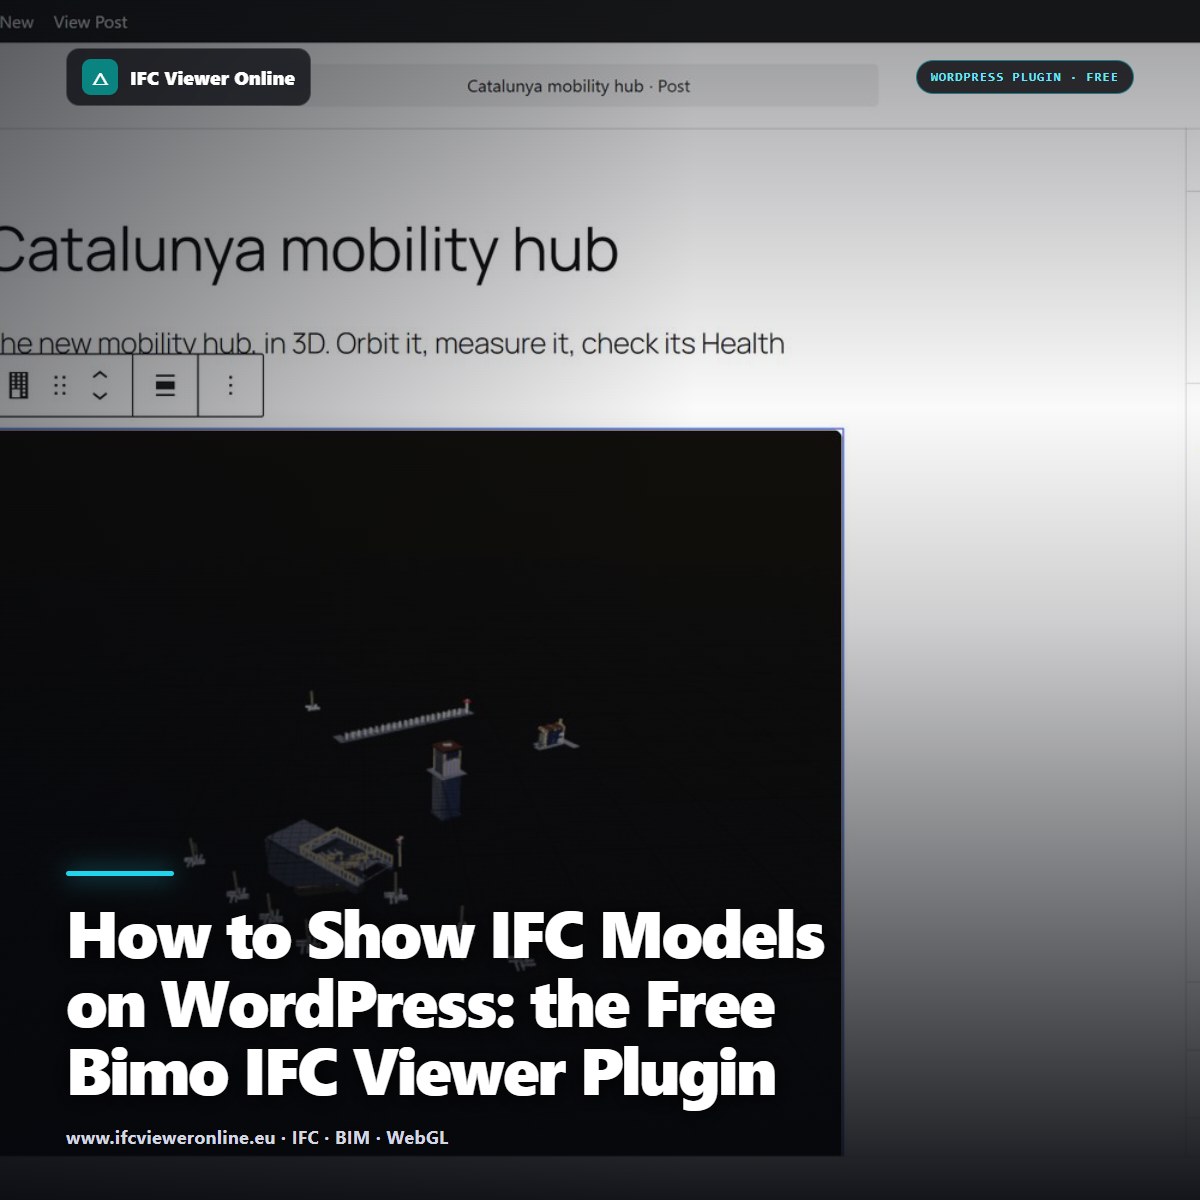 New View Post
IFC Viewer Online
Catalunya mobility hub · Post
WORDPRESS PLUGIN · FREE
Catalunya mobility hub
he new mobility hub, in 3D. Orbit it, measure it, check its Health
How to Show IFC Models
on WordPress: the Free
Bimo IFC Viewer Plugin
www.ifcvieweronline.eu · IFC · BIM · WebGL